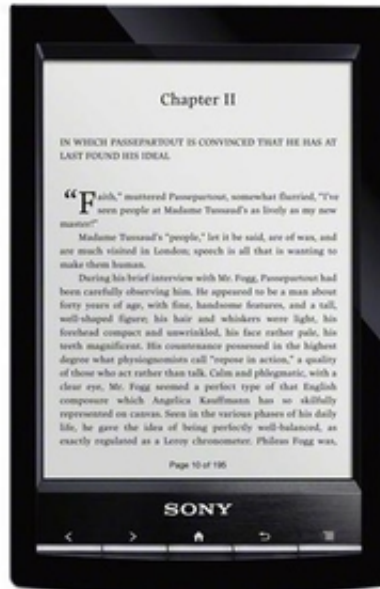 Chapter II
IN WHICH PASSEPARTOUT IS CONVINCED THAT HE HAS AT
LAST FOUND HIS IDEAL
“Faith,” muttered Passepartout, somewhat flurried, “I’ve
seen people at Madame Tussaud’s as lively as my new
master!”
Madame Tussaud’s “people,” let it be said, are of wax, and
are much visited in London; speech is all that is wanting to
make them human.
During his brief interview with Mr. Fogg, Passepartout had
been carefully observing him. He appeared to be a man about
forty years of age, with fine, handsome features, and a tall,
well-shaped figure; his hair and whiskers were light, his
forehead compact and unwrinkled, his face rather pale, his
teeth magnificent. His countenance possessed in the highest
degree what physiognomists call “repose in action,” a quality
of those who act rather than talk. Calm and phlegmatic, with a
clear eye, Mr. Fogg seemed a perfect type of that English
composure which Angelica Kauffmann has so skilfully
represented on canvas. Seen in the various phases of his daily
life, he gave the idea of being perfectly well-balanced, as
exactly regulated as a Leroy chronometer. Phileas Fogg was,
Page 10 of 195
SONY